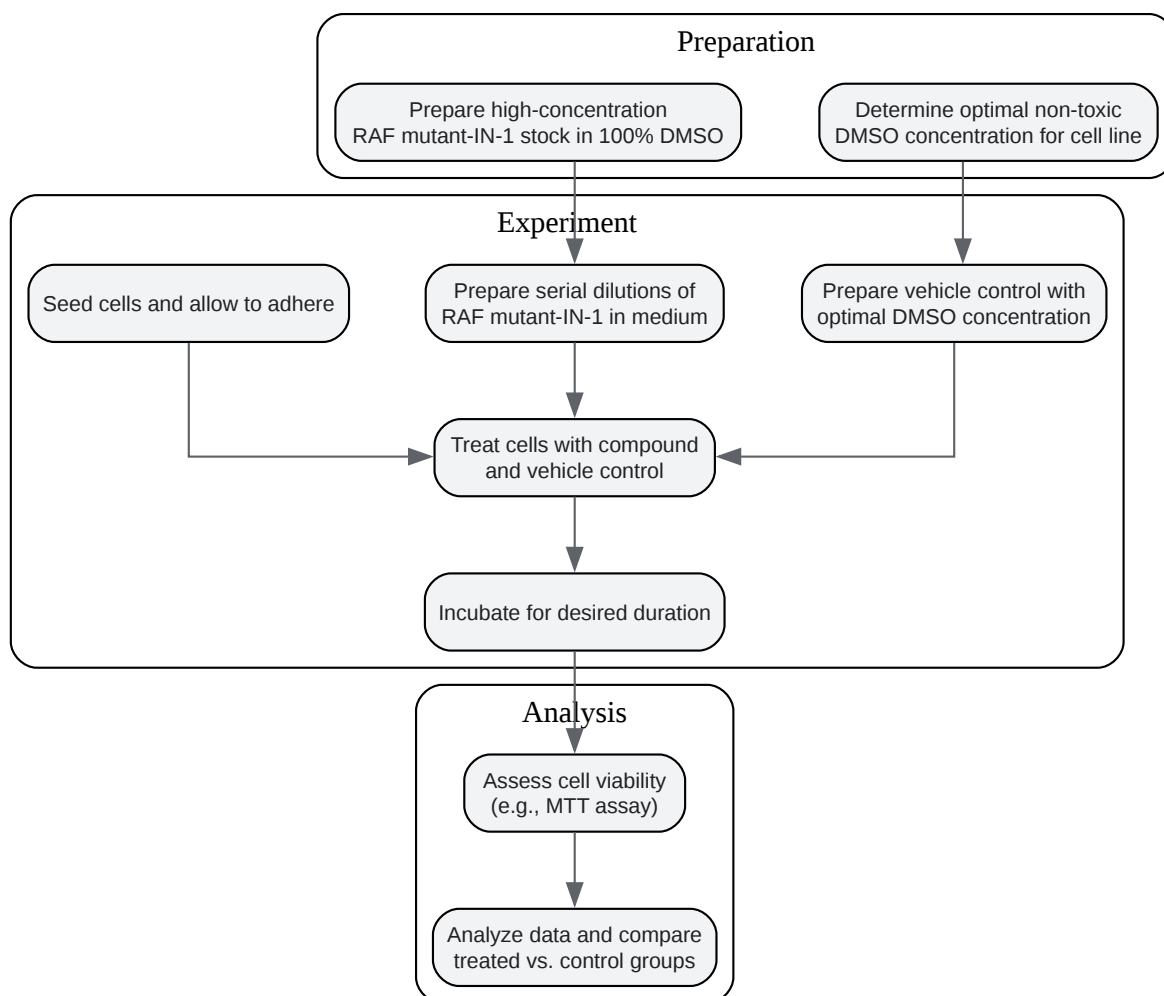 Preparation
Prepare high-concentration
RAF mutant-IN-1 stock in 100% DMSO
Determine optimal non-toxic
DMSO concentration for cell line
Experiment
Seed cells and allow to adhere
Prepare serial dilutions of
RAF mutant-IN-1 in medium
Prepare vehicle control with
optimal DMSO concentration
Treat cells with compound
and vehicle control
Incubate for desired duration
Analysis
Assess cell viability
(e.g., MTT assay)
Analyze data and compare
treated vs. control groups